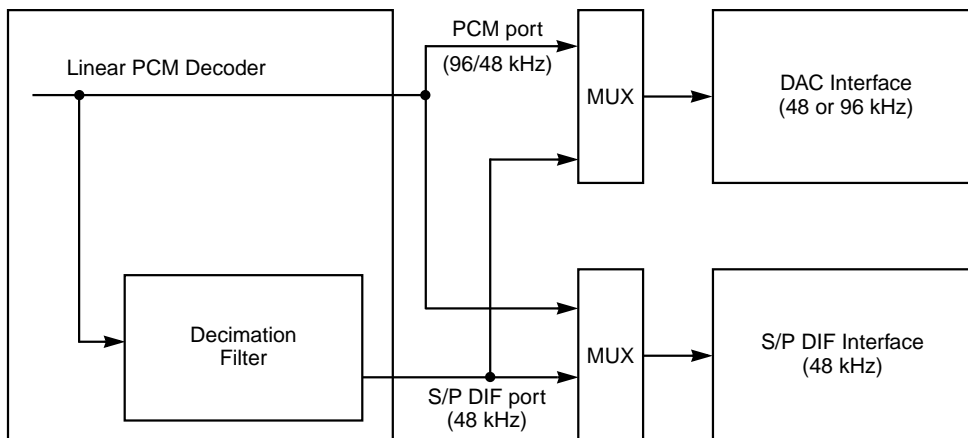 PCM port
(96/48 kHz)
Linear PCM Decoder
MUX
DAC Interface
(48 or 96 kHz)
Decimation
Filter
S/P DIF port
(48 kHz)
MUX
S/P DIF Interface
(48 kHz)